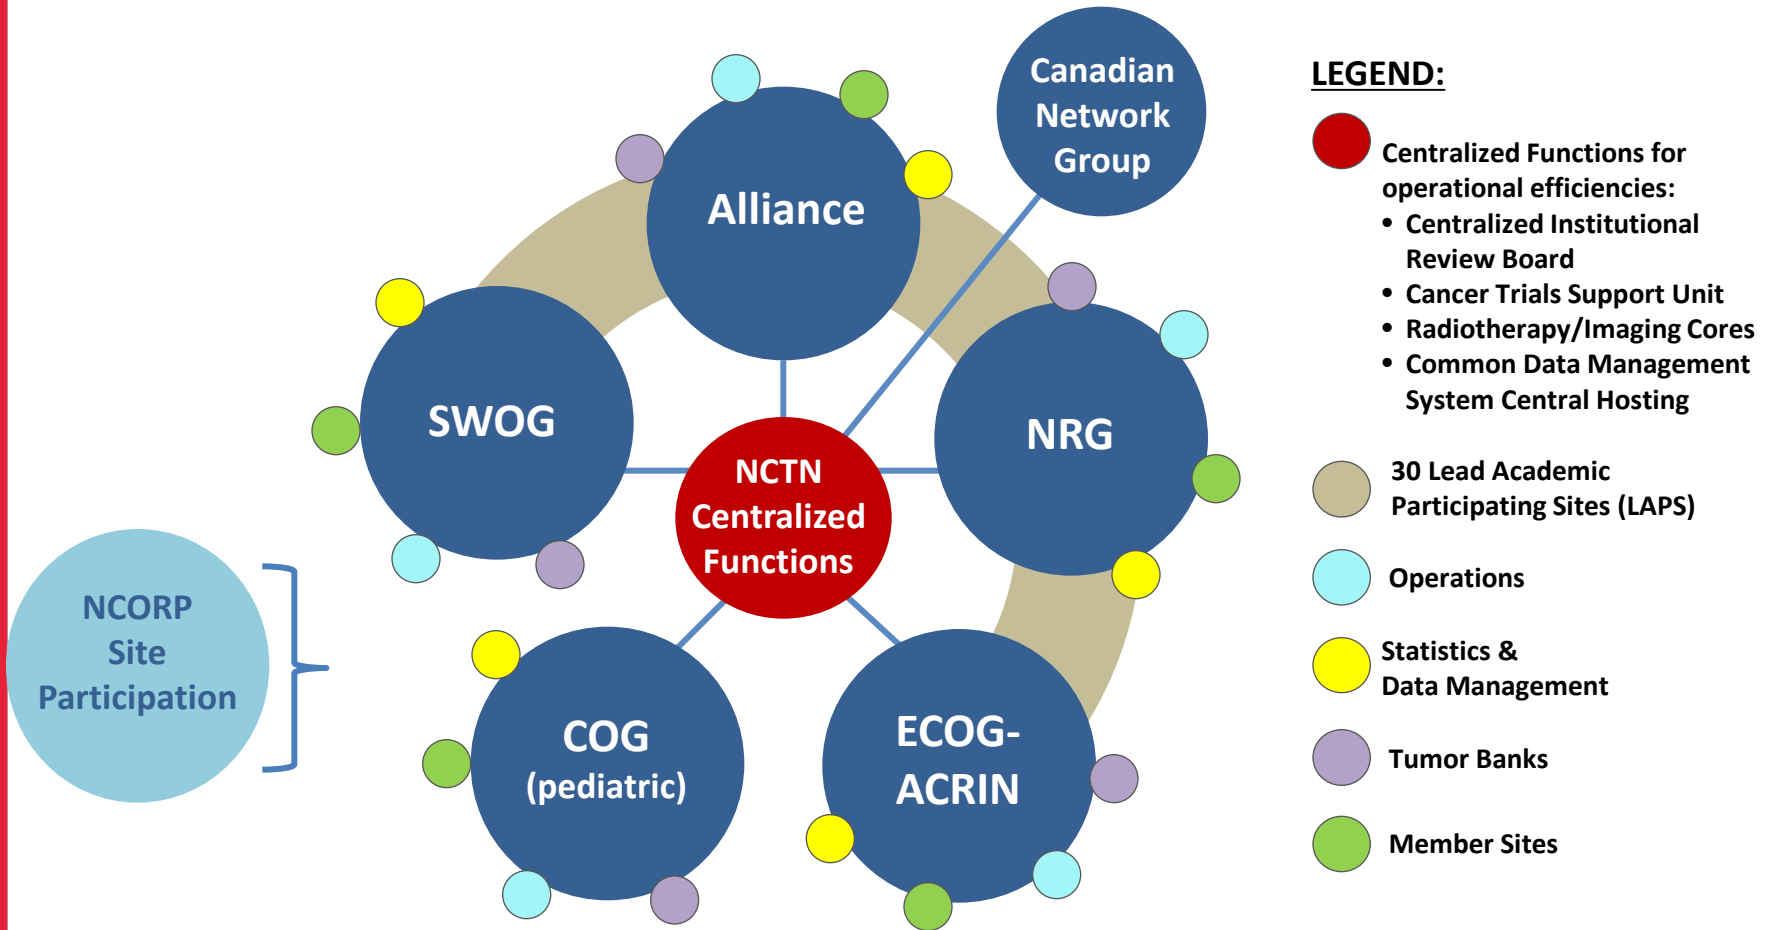 Canadian
Network
Group
Alliance
SWOG
NRG
NCTN
Centralized
Functions
NCORP
Site
Participation
COG
(pediatric)
ECOG-
ACRIN
LEGEND:
Centralized Functions for
operational efficiencies:
• Centralized Institutional
Review Board
• Cancer Trials Support Unit
• Radiotherapy/Imaging Cores
• Common Data Management
System Central Hosting
30 Lead Academic
Participating Sites (LAPS)
Operations
Statistics &
Data Management
Tumor Banks
Member Sites